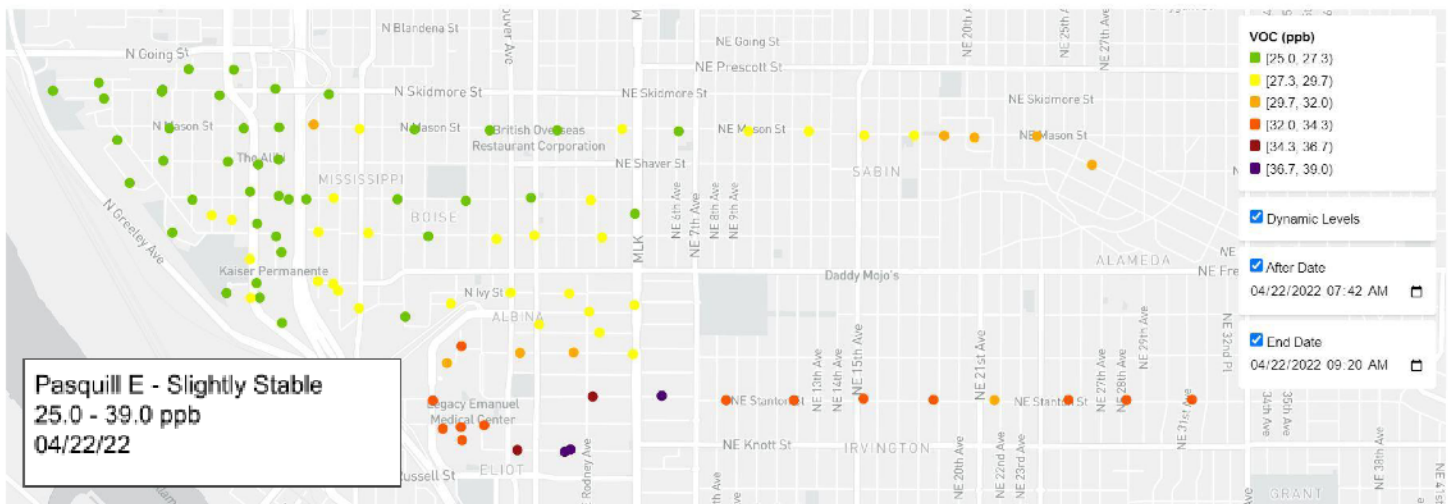 N Blandena St
N Going St
NE Going St
NE Prescott St
NE 20th Ave
NE 25th Ave
NE 27th Ave
N Skidmore St
NE Skidmore St
NE Skidmore St
N Mason St
N Mason St
British Overseas
Restaurant Corporation
NE Mason St
NE Mason St
NE Shaver St
MISSISSIPPI
SABIN
BOISE
N Greeley Ave
MLK
NE 6th Ave
NE 7th Ave
NE 8th Ave
NE 9th Ave
ALAMEDA
Kaiser Permanente
Daddy Mojo's
NE Fre
N Ivy St
ALBINA
NE 13th Ave
NE 14th Ave
NE 15th Ave
NE 21st Ave
NE 27th Ave
NE 28th Ave
NE 29th Ave
NE 32nd Pl
Legacy Emanuel
Medical Center
NE Stanton St
NE Stanton St
NE 31st Ave
34th Ave
35th Ave
NE Knott St
IRVINGTON
Russell St
ELIOT
NE Rodney Ave
NE 20th Ave
NE 22nd Ave
NE 23rd Ave
NE 38th Ave
GRANT
VOC (ppb)
[25.0, 27.3)
[27.3, 29.7)
[29.7, 32.0)
[32.0, 34.3)
[34.3, 36.7)
[36.7, 39.0)
Dynamic Levels
After Date
04/22/2022 07:42 AM
End Date
04/22/2022 09:20 AM
Pasquill E - Slightly Stable
25.0 - 39.0 ppb
04/22/22